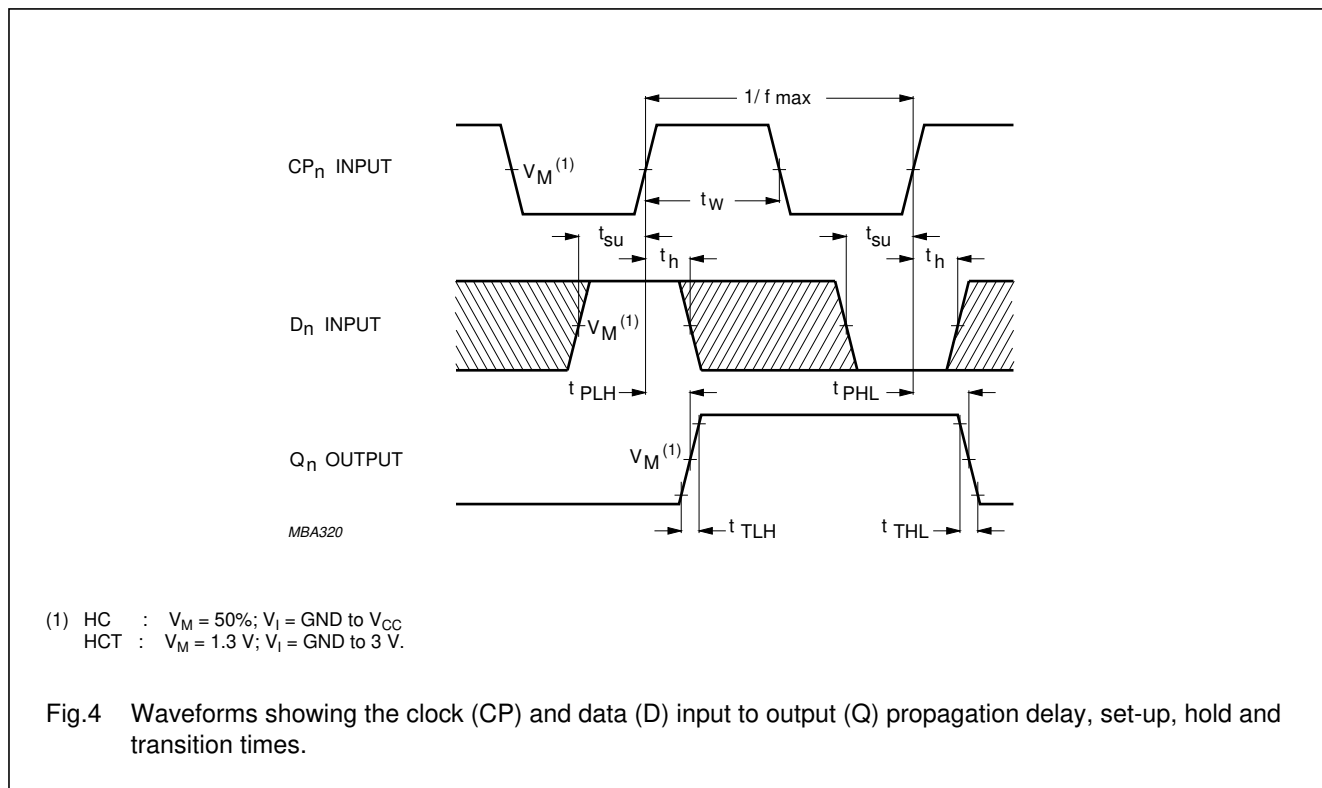 1/ f max
CPn INPUT
VM(1)
tW
tsu
th
tsu
th
Dn INPUT
VM(1)
t PLH
t PHL
Qn OUTPUT
VM(1)
t TLH
t THL
MBA320
(1) HC : VM = 50%; VI = GND to VCC
HCT : VM = 1.3 V; VI = GND to 3 V.
Fig.4 Waveforms showing the clock (CP) and data (D) input to output (Q) propagation delay, set-up, hold and
transition times.